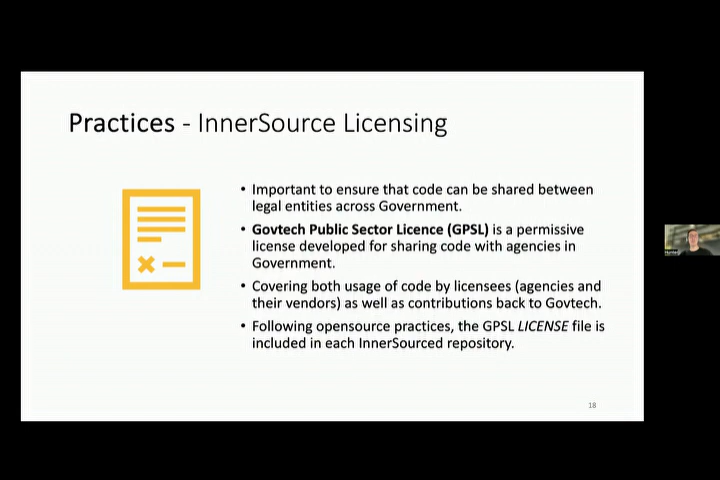 Practices - InnerSource Licensing
• Important to ensure that code can be shared between
legal entities across Government.
• Govtech Public Sector Licence (GPSL) is a permissive
license developed for sharing code with agencies in
Government.
• Covering both usage of code by licensees (agencies and
their vendors) as well as contributions back to Govtech.
• Following opensource practices, the GPSL LICENSE file is
included in each InnerSourced repository.
18